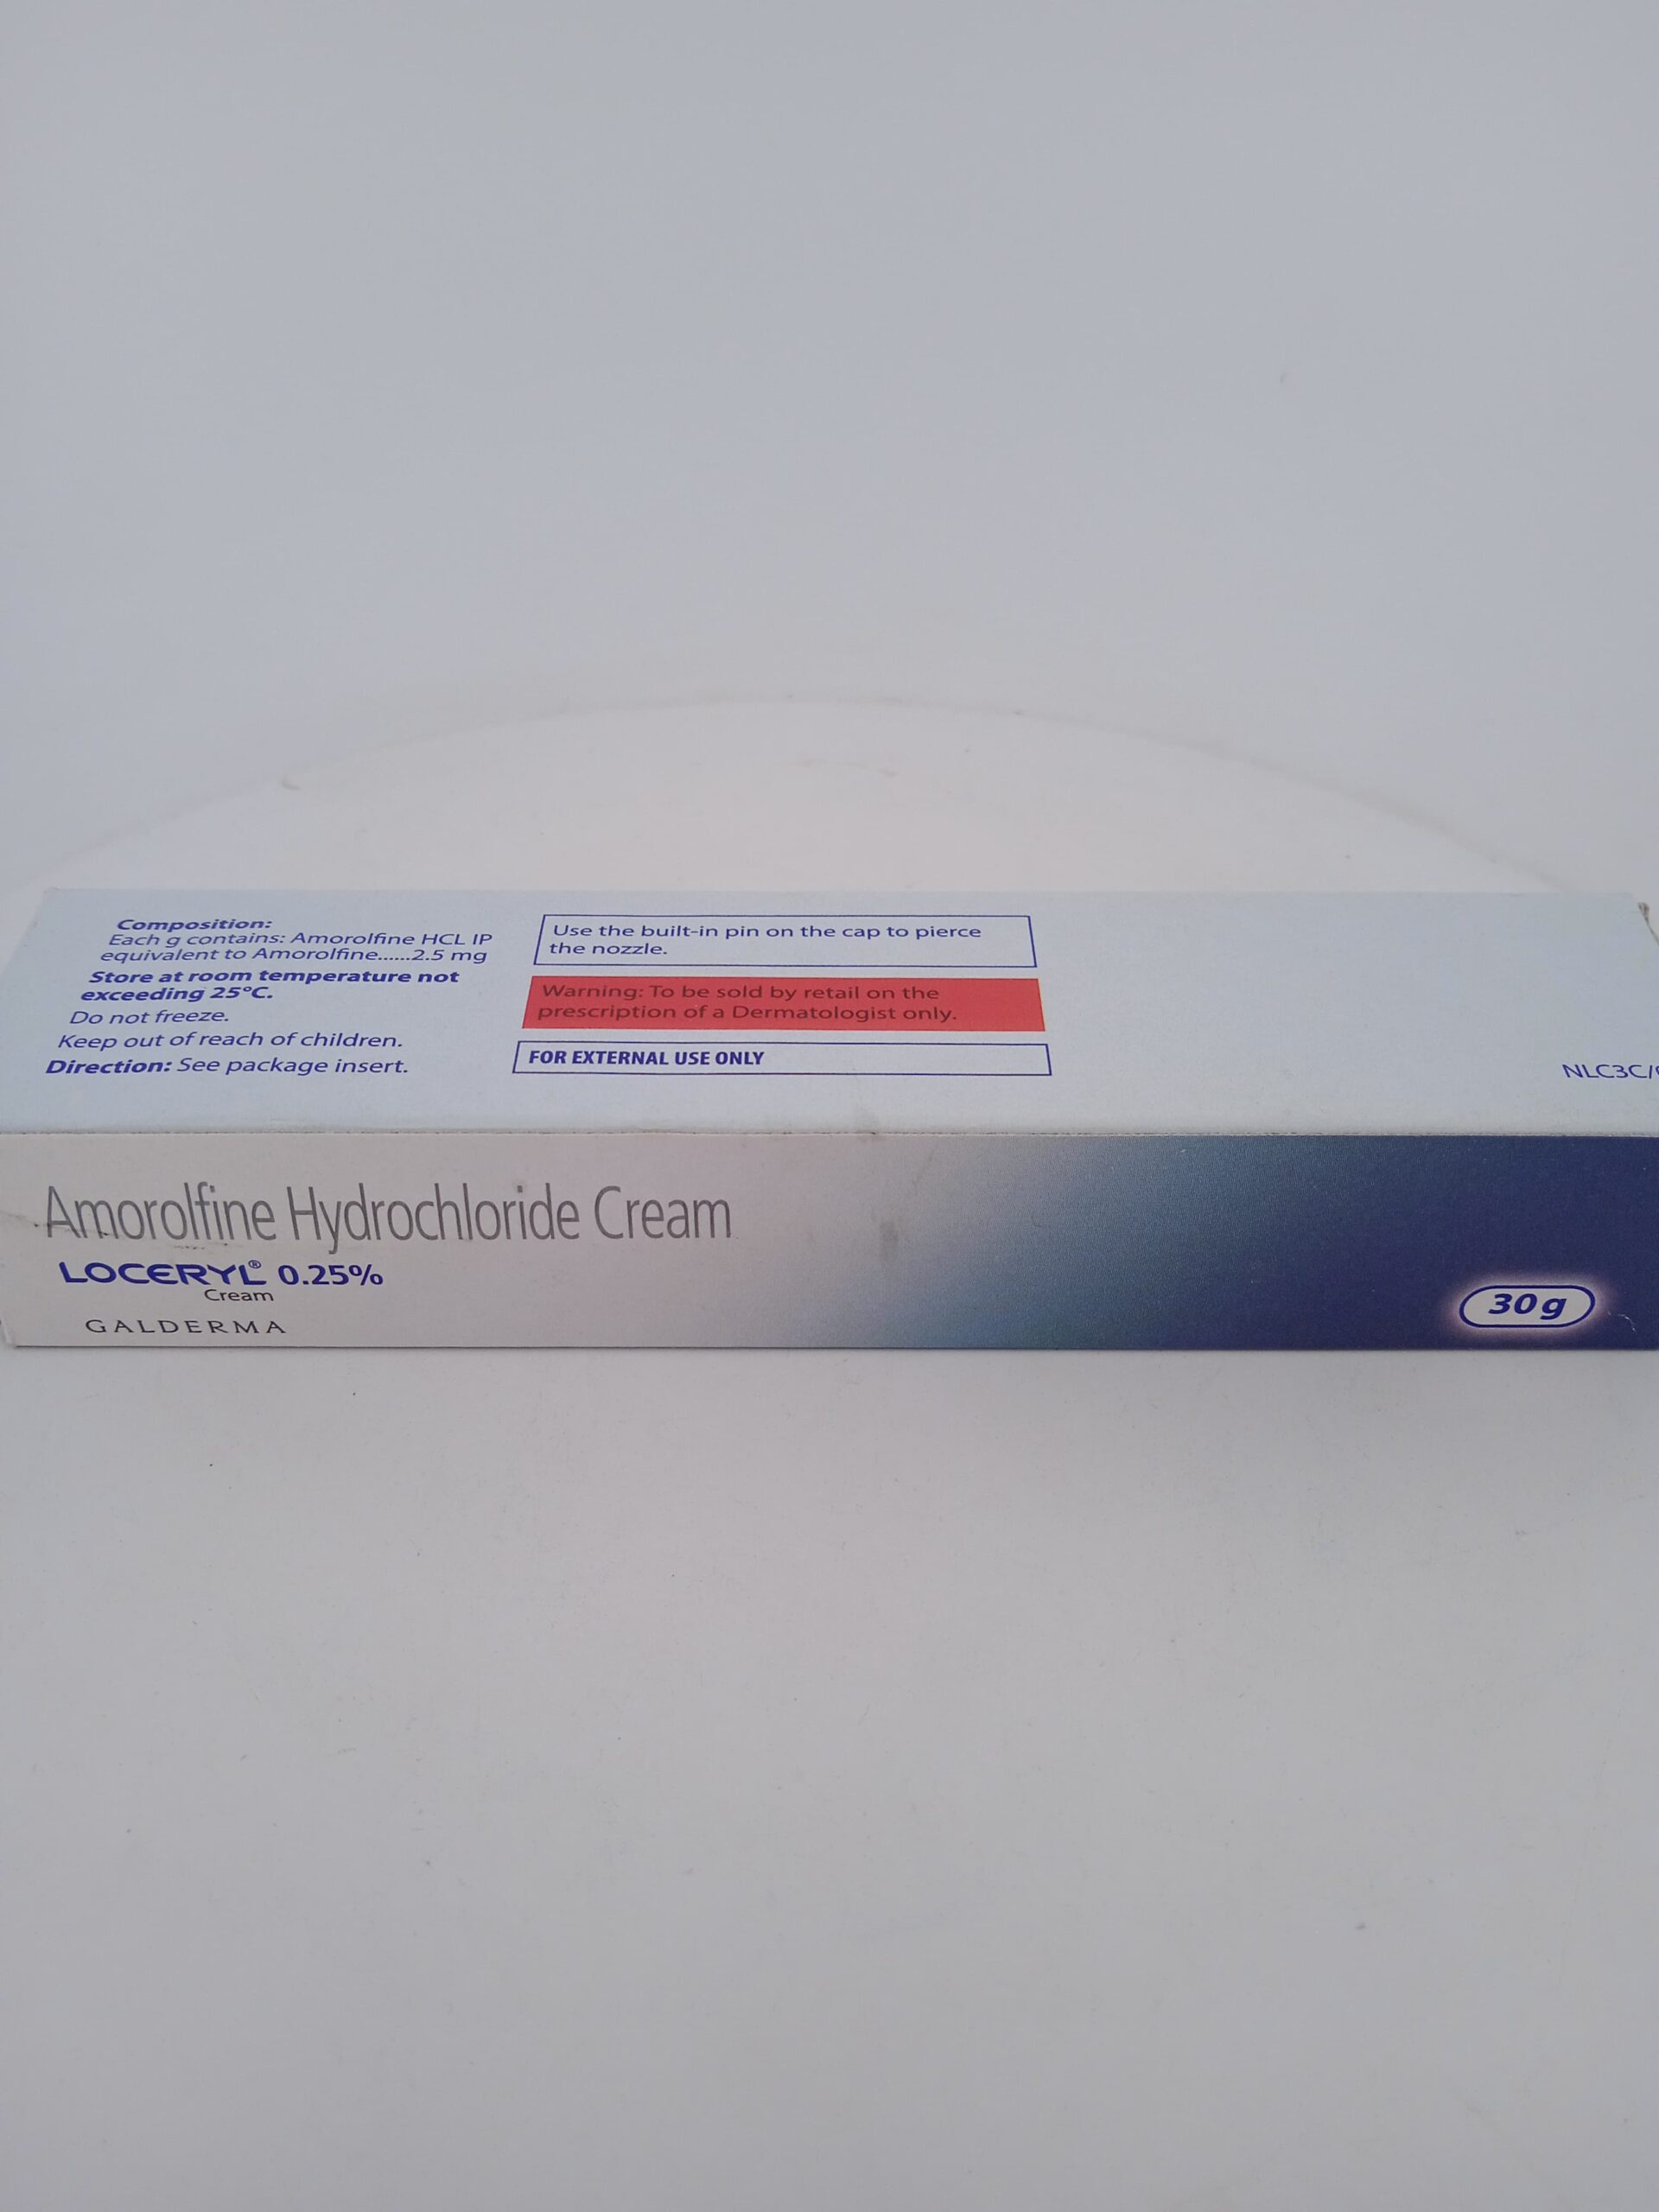 Composition:
Each g contains: Amorolfine HCL IP
equivalent to Amorolfine......2.5 mg
Store at room temperature not
exceeding 25°C.
Do not freeze.
Keep out of reach of children.
Direction: See package insert.
Use the built-in pin on the cap to pierce
the nozzle.
Warning: To be sold by retail on the
prescription of a Dermatologist only.
FOR EXTERNAL USE ONLY
NLC3C/
Amorolfine Hydrochloride Cream
LOCERYL® 0.25%
Cream
GALDERMA
30 g